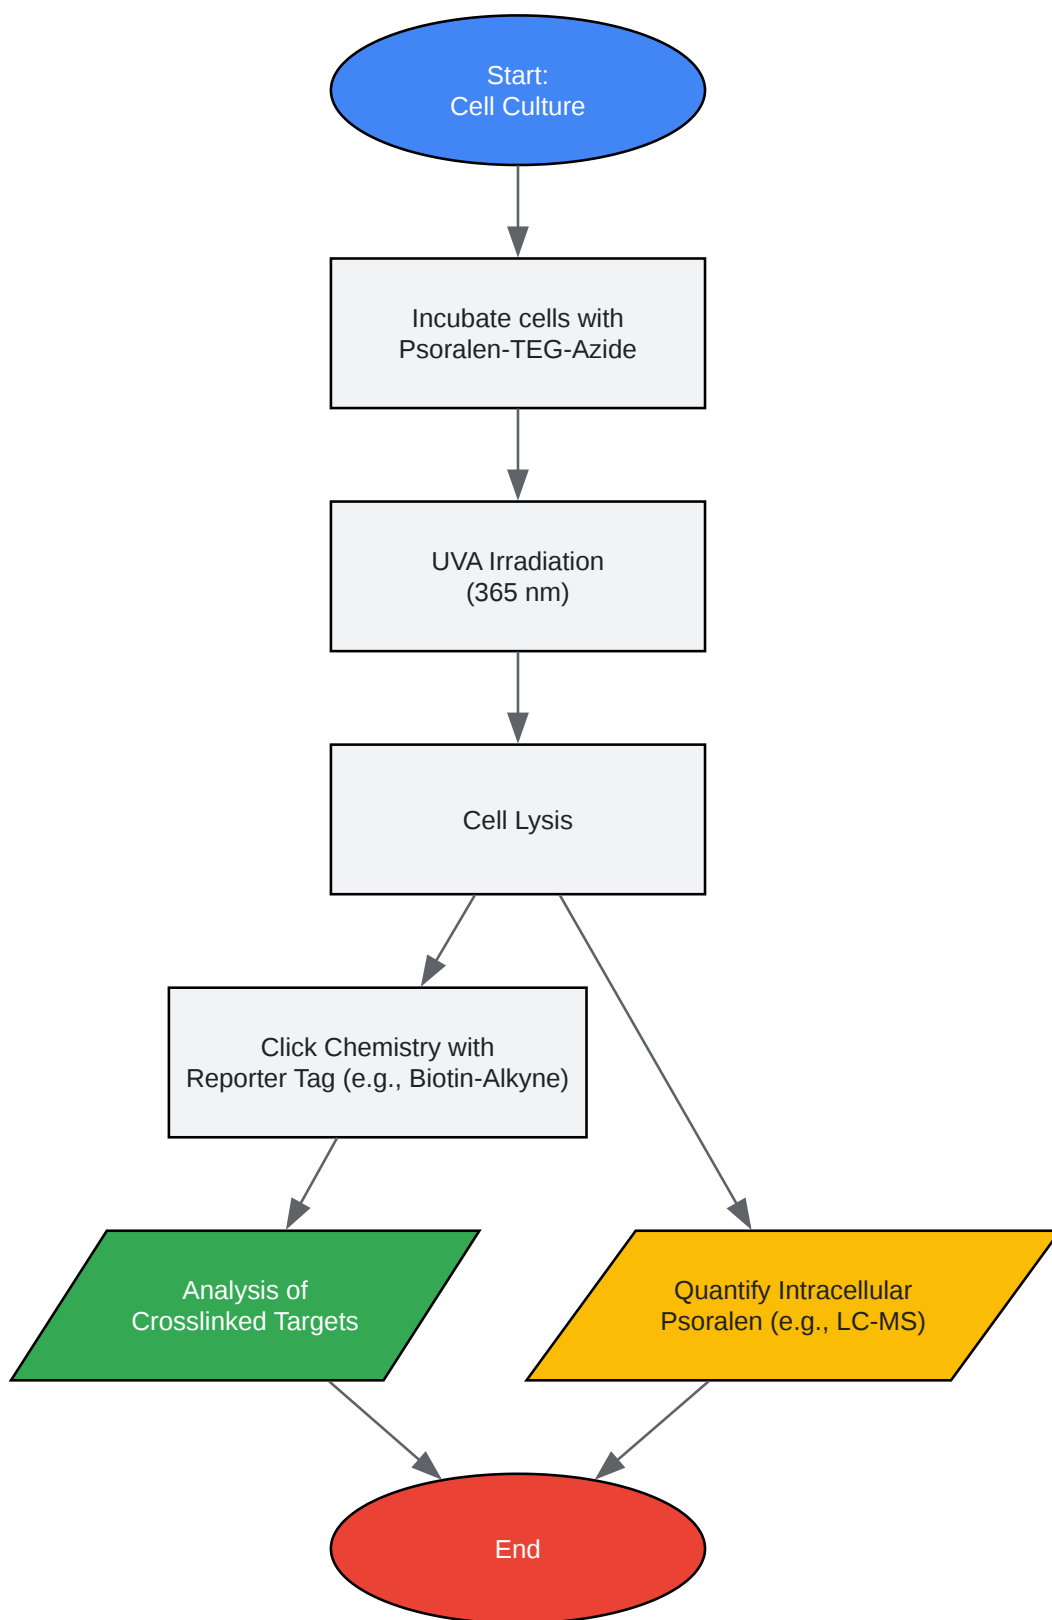 Start:
Cell Culture
Incubate cells with
Psoralen-TEG-Azide
UVA Irradiation
(365 nm)
Cell Lysis
Click Chemistry with
Reporter Tag (e.g., Biotin-Alkyne)
Analysis of
Crosslinked Targets
Quantify Intracellular
Psoralen (e.g., LC-MS)
End